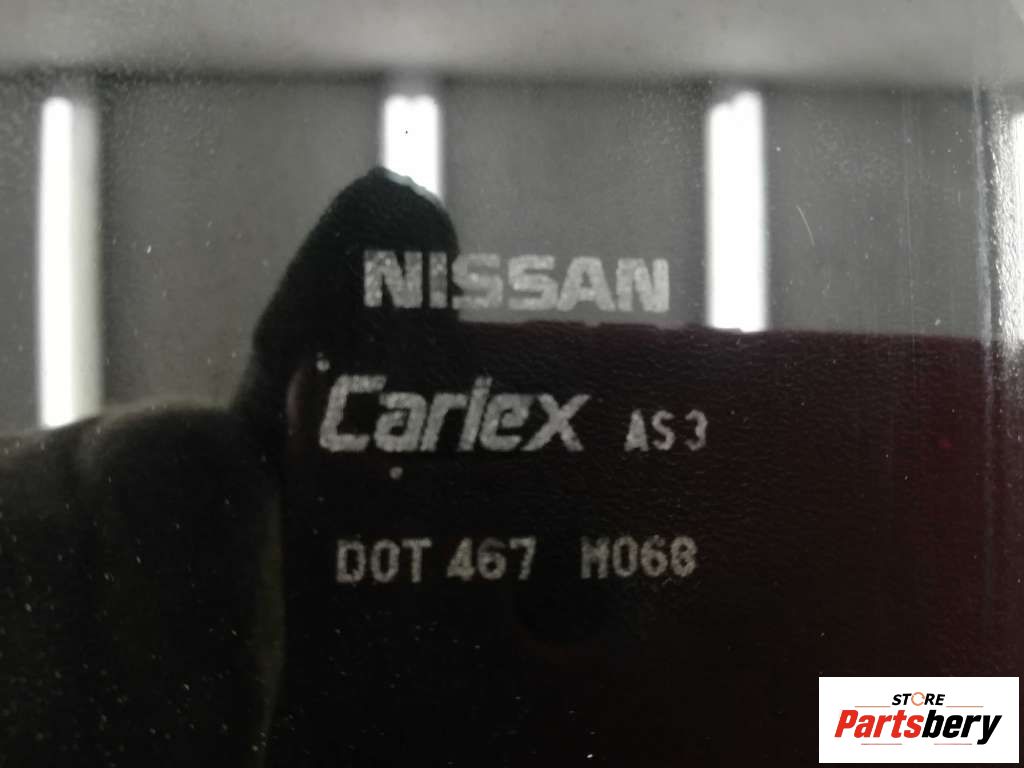 NISSAN
Carlex AS3
DOT 467 M068
STORE
Partsbery